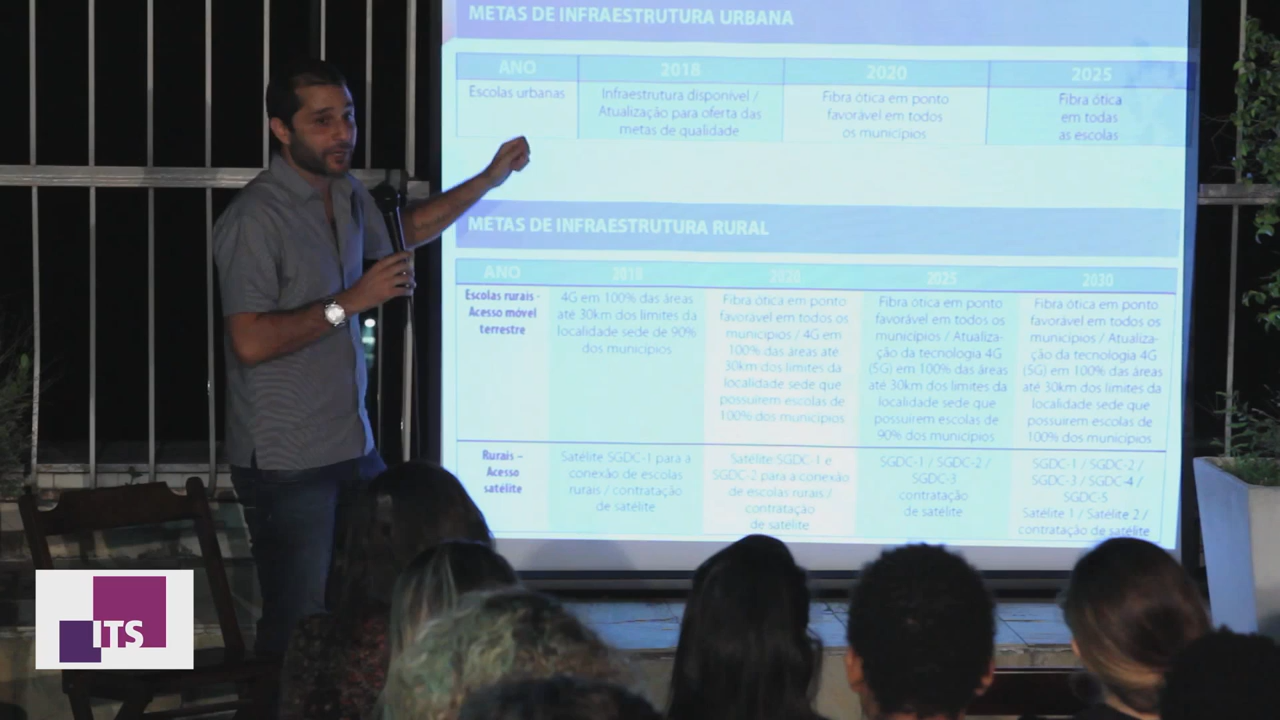 METAS DE INFRAESTRUTURA URBANA
ANO 2018 2020 2025
Escolas urbanas
Infraestrutura disponível /
Atualização para oferta das
metas de qualidade
Fibra ótica em ponto
favorável em todos
os municípios
Fibra ótica
em todas
as escolas
METAS DE INFRAESTRUTURA RURAL
ANO 2018 2020 2025 2030
Escolas rurais -
Acesso móvel
terrestre
4G em 100% das áreas
até 30km dos limites da
localidade sede de 90%
dos municípios
Fibra ótica em ponto
favorável em todos os
municípios / 4G em
100% das áreas até
30km dos limites da
localidade sede que
possuírem escolas de
100% dos municípios
Fibra ótica em ponto
favorável em todos os
municípios / Atualiza-
ção da tecnologia 4G
(5G) em 100% das áreas
até 30km dos limites da
localidade sede que
possuírem escolas de
90% dos municípios
Fibra ótica em ponto
favorável em todos os
municípios / Atualiza-
ção da tecnologia 4G
(5G) em 100% das áreas
até 30km dos limites da
localidade sede que
possuírem escolas de
100% dos municípios
Rurais –
Acesso
satélite
Satélite SGDC-1 para a
conexão de escolas
rurais / contratação
de satélite
Satélite SGDC-1 e
SGDC-2 para a conexão
de escolas rurais /
contratação
de satélite
SGDC-1 / SGDC-2 /
SGDC-3
contratação
de satélite
SGDC-1 / SGDC-2 /
SGDC-3 / SGDC-4 /
SGDC-5
Satélite 1 / Satélite 2 /
contratação de satélite
ITS